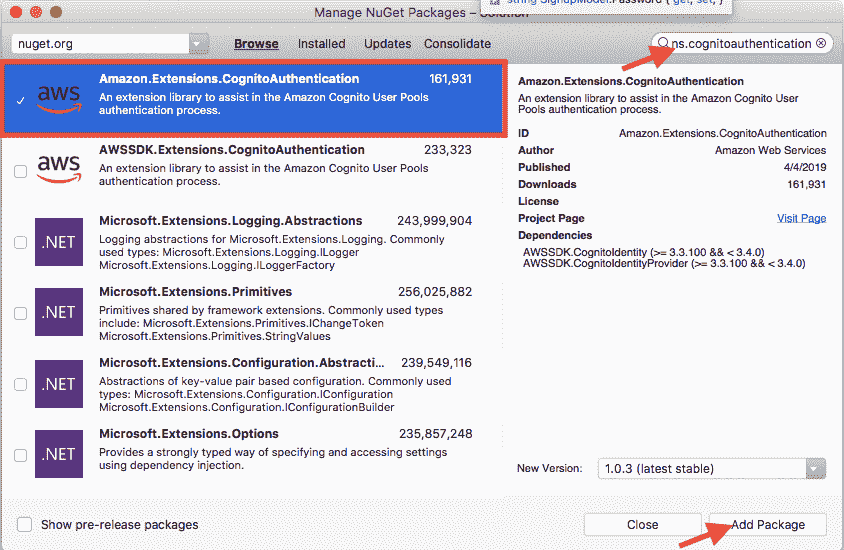 Manage NuGet Packages – Solution
string SignupModel.Password { get; set; }
nuget.org
Browse Installed Updates Consolidate
ns.cognitoauthentication
aws
Amazon.Extensions.CognitoAuthentication 161,931
An extension library to assist in the Amazon Cognito User Pools
authentication process.
aws
AWSSDK.Extensions.CognitoAuthentication 233,323
An extension library to assist in the Amazon Cognito User Pools
authentication process.
.NET
Microsoft.Extensions.Logging.Abstractions 243,999,904
Logging abstractions for Microsoft.Extensions.Logging. Commonly
used types: Microsoft.Extensions.Logging.ILogger
Microsoft.Extensions.Logging.ILoggerFactory
.NET
Microsoft.Extensions.Primitives 256,025,882
Primitives shared by framework extensions. Commonly used types
include: Microsoft.Extensions.Primitives.IChangeToken
Microsoft.Extensions.Primitives.StringValues
.NET
Microsoft.Extensions.Configuration.Abstracti... 239,549,116
Abstractions of key-value pair based configuration. Commonly used
types: Microsoft.Extensions.Configuration.IConfiguration
Microsoft.Extensions.Configuration.IConfigurationBuilder
.NET
Microsoft.Extensions.Options 235,857,248
Provides a strongly typed way of specifying and accessing settings
using dependency injection.
Amazon.Extensions.CognitoAuthentication
An extension library to assist in the Amazon Cognito User
Pools authentication process.
ID Amazon.Extensions.CognitoAuthentication
Author Amazon Web Services
Published 4/4/2019
Downloads 161,931
License
Project Page Visit Page
Dependencies
AWSSDK.CognitoIdentity (>= 3.3.100 && < 3.4.0)
AWSSDK.CognitoIdentityProvider (>= 3.3.100 && < 3.4.0)
New Version: 1.0.3 (latest stable)
Show pre-release packages
Close
Add Package